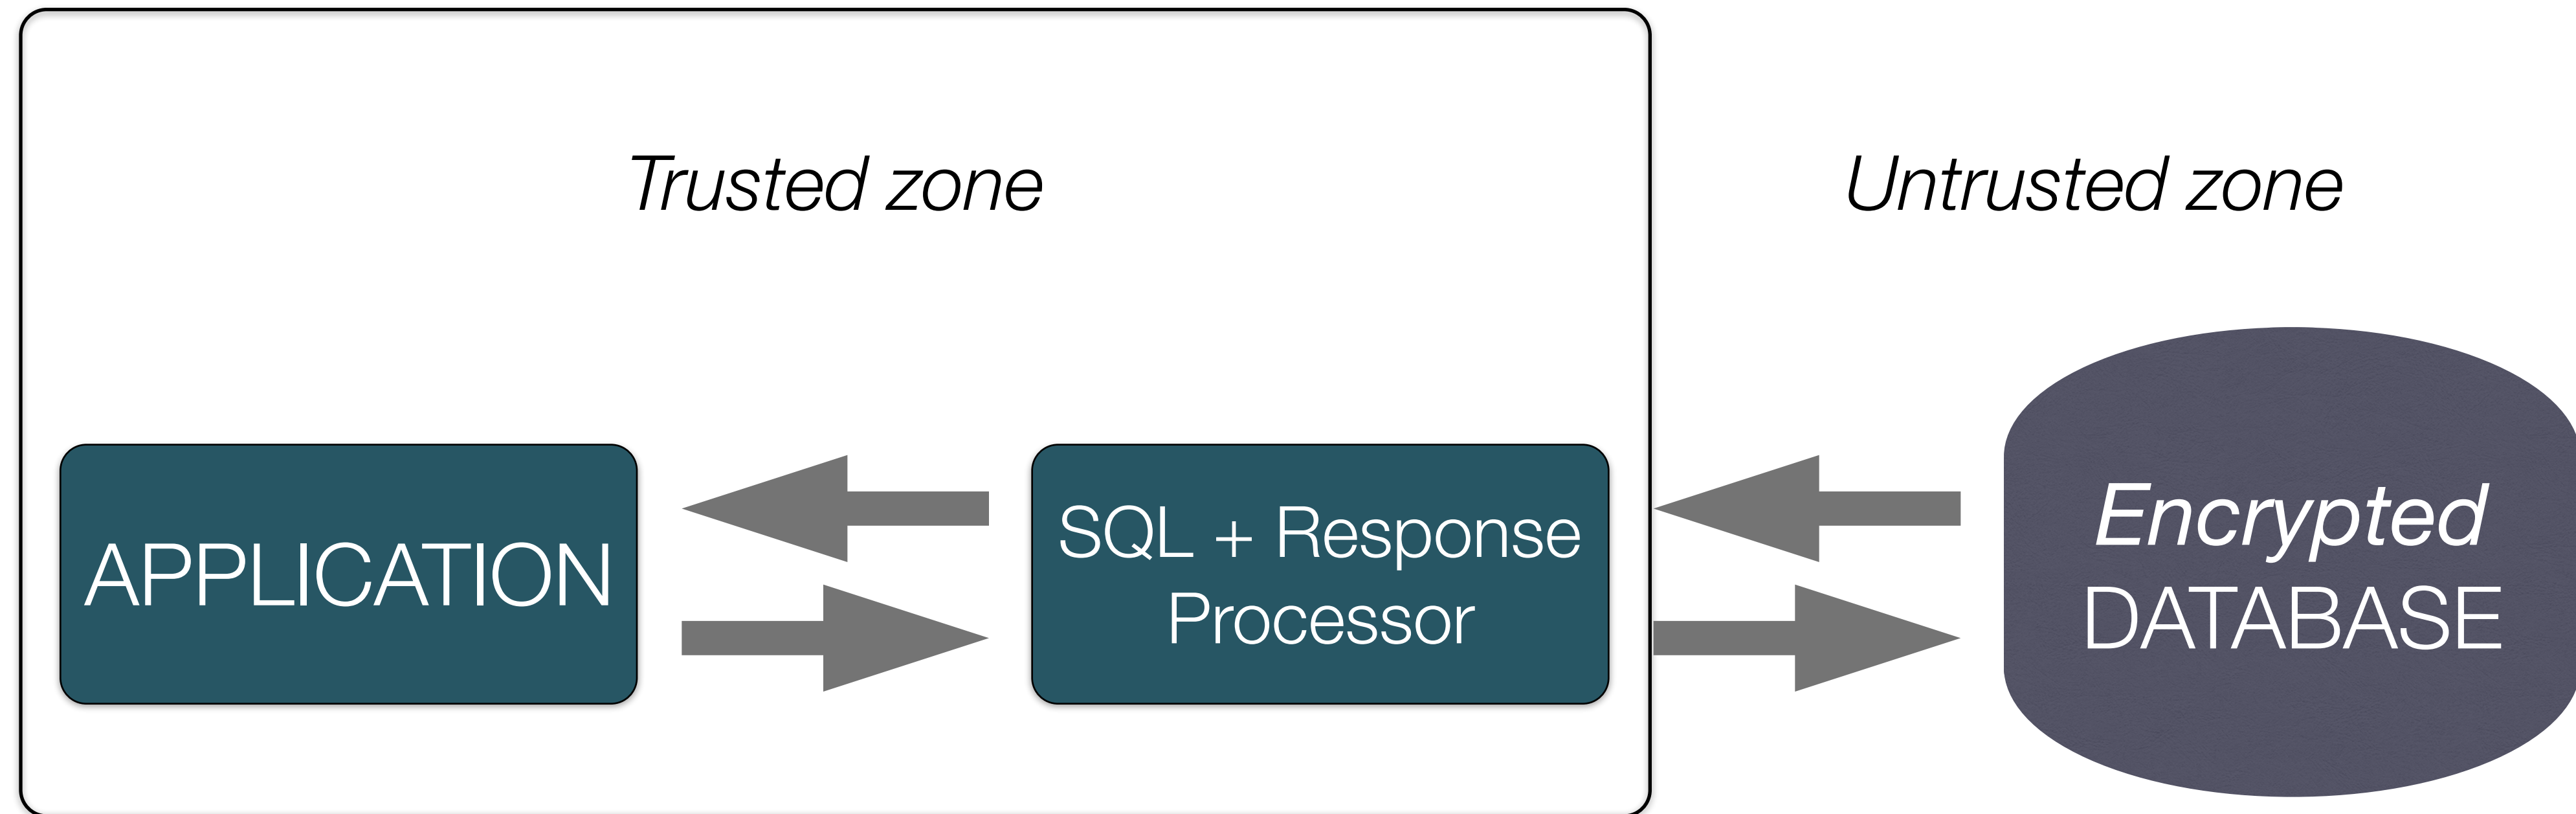 Trusted zone
Untrusted zone
APPLICATION
SQL + Response
Processor
Encrypted
DATABASE